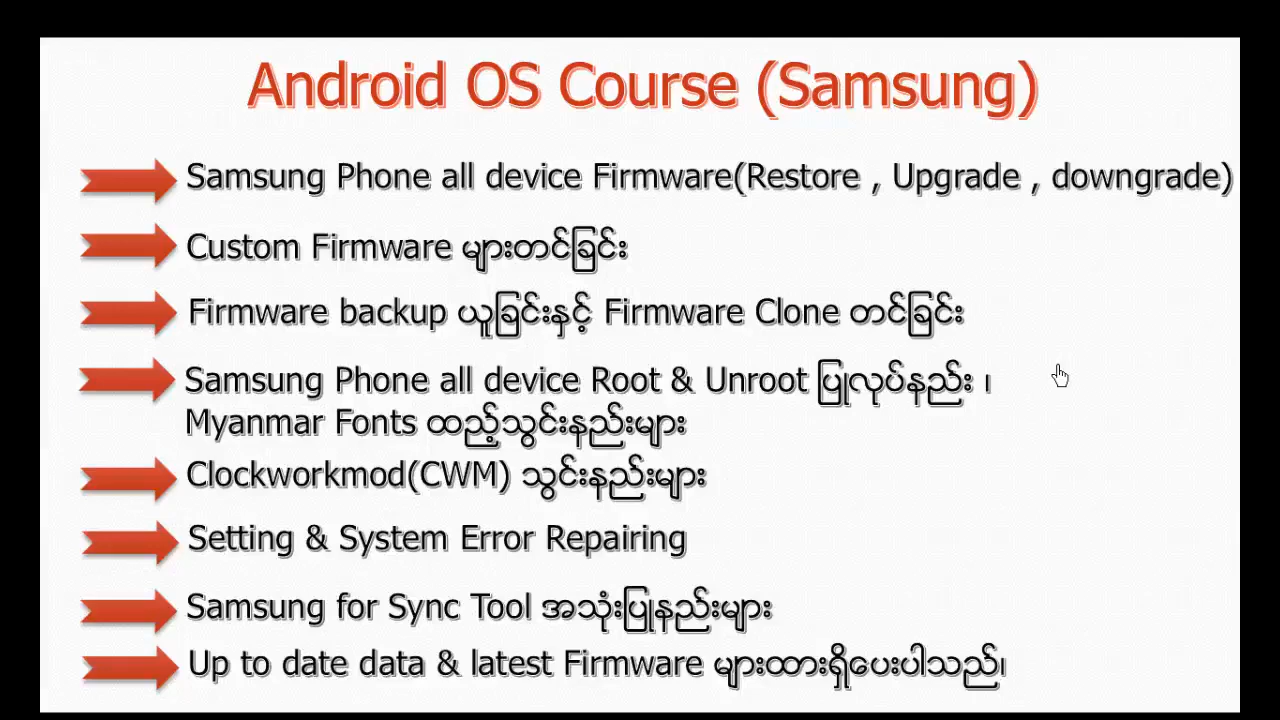 Android OS Course (Samsung)
Samsung Phone all device Firmware(Restore , Upgrade , downgrade)
Custom Firmware များတင်ခြင်း
Firmware backup ယူခြင်းနှင့် Firmware Clone တင်ခြင်း
Samsung Phone all device Root & Unroot ပြုလုပ်နည်း ၊
Myanmar Fonts ထည့်သွင်းနည်းများ
Clockworkmod(CWM) သွင်းနည်းများ
Setting & System Error Repairing
Samsung for Sync Tool အသုံးပြုနည်းများ
Up to date data & latest Firmware များထားရှိပေးပါသည်၊